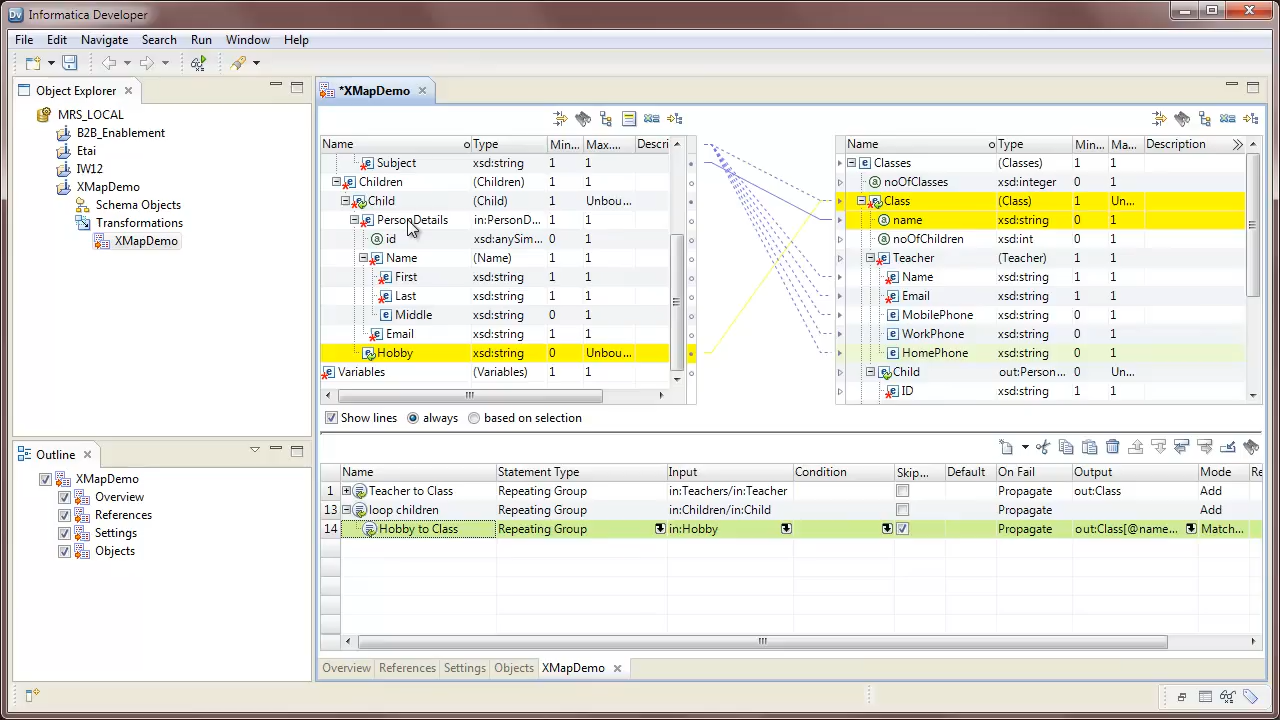 Informatica Developer
File Edit Navigate Search Run Window Help
Object Explorer
MRS_LOCAL
B2B_Enablement
Etai
IW12
XMapDemo
Schema Objects
Transformations
XMapDemo
Outline
XMapDemo
Overview
References
Settings
Objects
*XMapDemo
Name Type Min... Max... Descri
Subject xsd:string 1 1
Children (Children) 1 1
Child (Child) 1 Unbou...
PersonDetails in:PersonD... 1 1
id xsd:anySim... 0 1
Name (Name) 1 1
First xsd:string 1 1
Last xsd:string 1 1
Middle xsd:string 0 1
Email xsd:string 1 1
Hobby xsd:string 0 Unbou...
Variables (Variables) 1 1
Name Type Min... Ma... Description
Classes (Classes) 1 1
noOfClasses xsd:integer 0 1
Class (Class) 1 Un...
name xsd:string 1 1
noOfChildren xsd:int 0 1
Teacher (Teacher) 1 1
Name xsd:string 1 1
Email xsd:string 1 1
MobilePhone xsd:string 0 1
WorkPhone xsd:string 0 1
HomePhone xsd:string 0 1
Child out:Person... 0 Un...
ID xsd:string 1 1
Show lines always based on selection
Name Statement Type Input Condition Skip... Default On Fail Output Mode Re
1 Teacher to Class Repeating Group in:Teachers/in:Teacher Propagate out:Class Add
13 loop children Repeating Group in:Children/in:Child Propagate Add
14 Hobby to Class Repeating Group in:Hobby Propagate out:Class[@name... Match...
Overview References Settings Objects XMapDemo